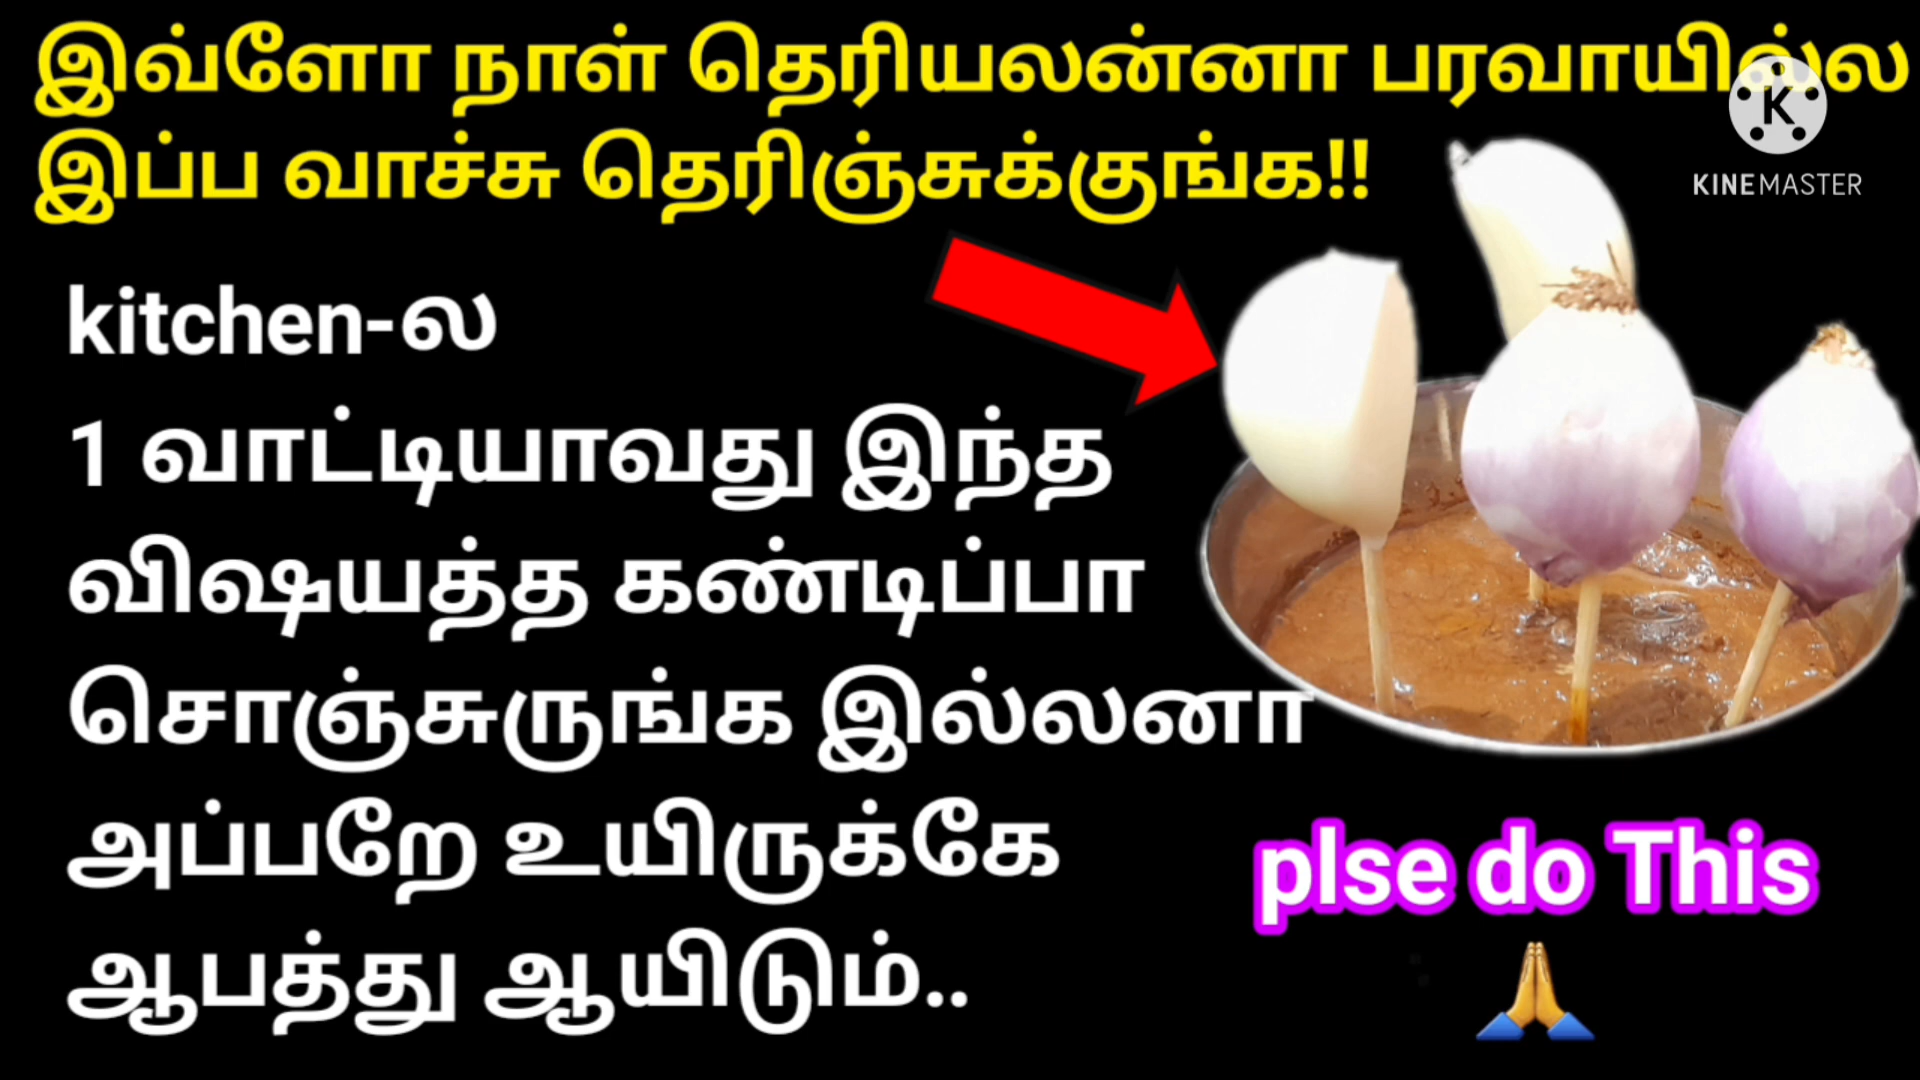 இவ்ளோ நாள் தெரியலன்னா பரவாயில்ல
இப்ப வாச்சு தெரிஞ்சுக்குங்க!!
K
KINEMASTER
kitchen-ல
1 வாட்டியாவது இந்த
விஷயத்த கண்டிப்பா
சொஞ்சுருங்க இல்லனா
அப்பறே உயிருக்கே
ஆபத்து ஆயிடும்..
plse do This